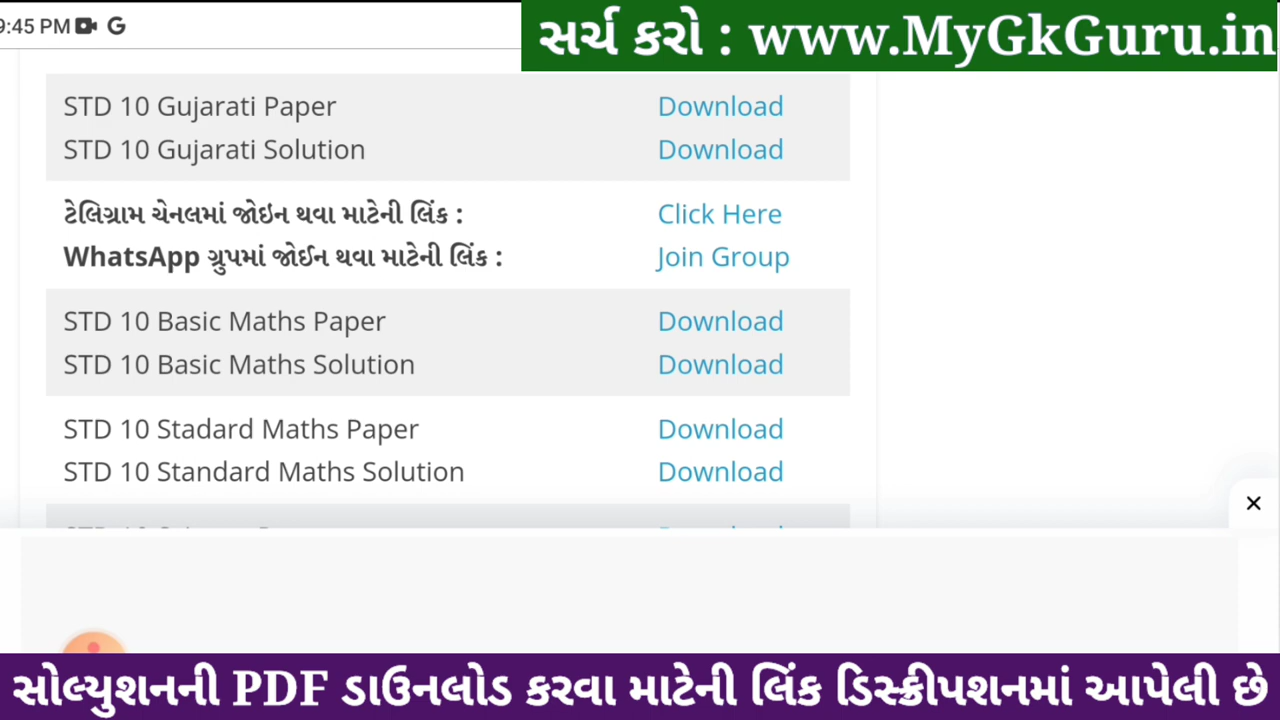 9:45 PM
સર્ચ કરો : www.MyGkGuru.in
STD 10 Gujarati Paper Download
STD 10 Gujarati Solution Download
ટેલિગ્રામ ચેનલમાં જોઇન થવા માટેની લિંક : Click Here
WhatsApp ગ્રુપમાં જોઈન થવા માટેની લિંક : Join Group
STD 10 Basic Maths Paper Download
STD 10 Basic Maths Solution Download
STD 10 Stadard Maths Paper Download
STD 10 Standard Maths Solution Download
સોલ્યુશનની PDF ડાઉનલોડ કરવા માટેની લિંક ડિસ્ક્રીપશનમાં આપેલી છે